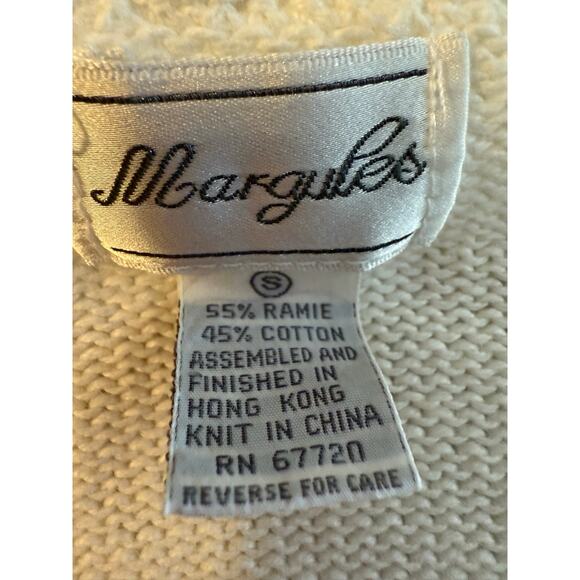 Margules
S
55% RAMIE
45% COTTON
ASSEMBLED AND
FINISHED IN
HONG KONG
KNIT IN CHINA
RN 67720
REVERSE FOR CARE